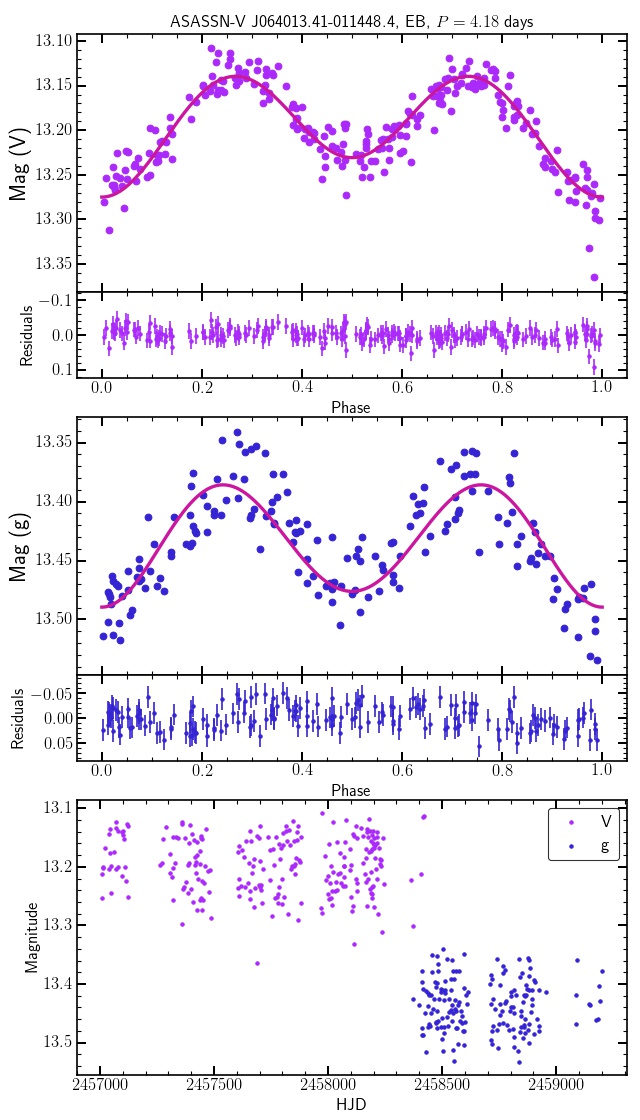 ASASSN-V J064013.41-011448.4, EB, P = 4.18 days
13.10
13.15
13.20
13.25
13.30
13.35
Mag (V)
−0.1
0.0
0.1
Residuals
0.0 0.2 0.4 0.6 0.8 1.0
Phase
13.35
13.40
13.45
13.50
Mag (g)
−0.05
0.00
0.05
Residuals
0.0 0.2 0.4 0.6 0.8 1.0
Phase
13.1
13.2
13.3
13.4
13.5
Magnitude
V
g
2457000 2457500 2458000 2458500 2459000
HJD